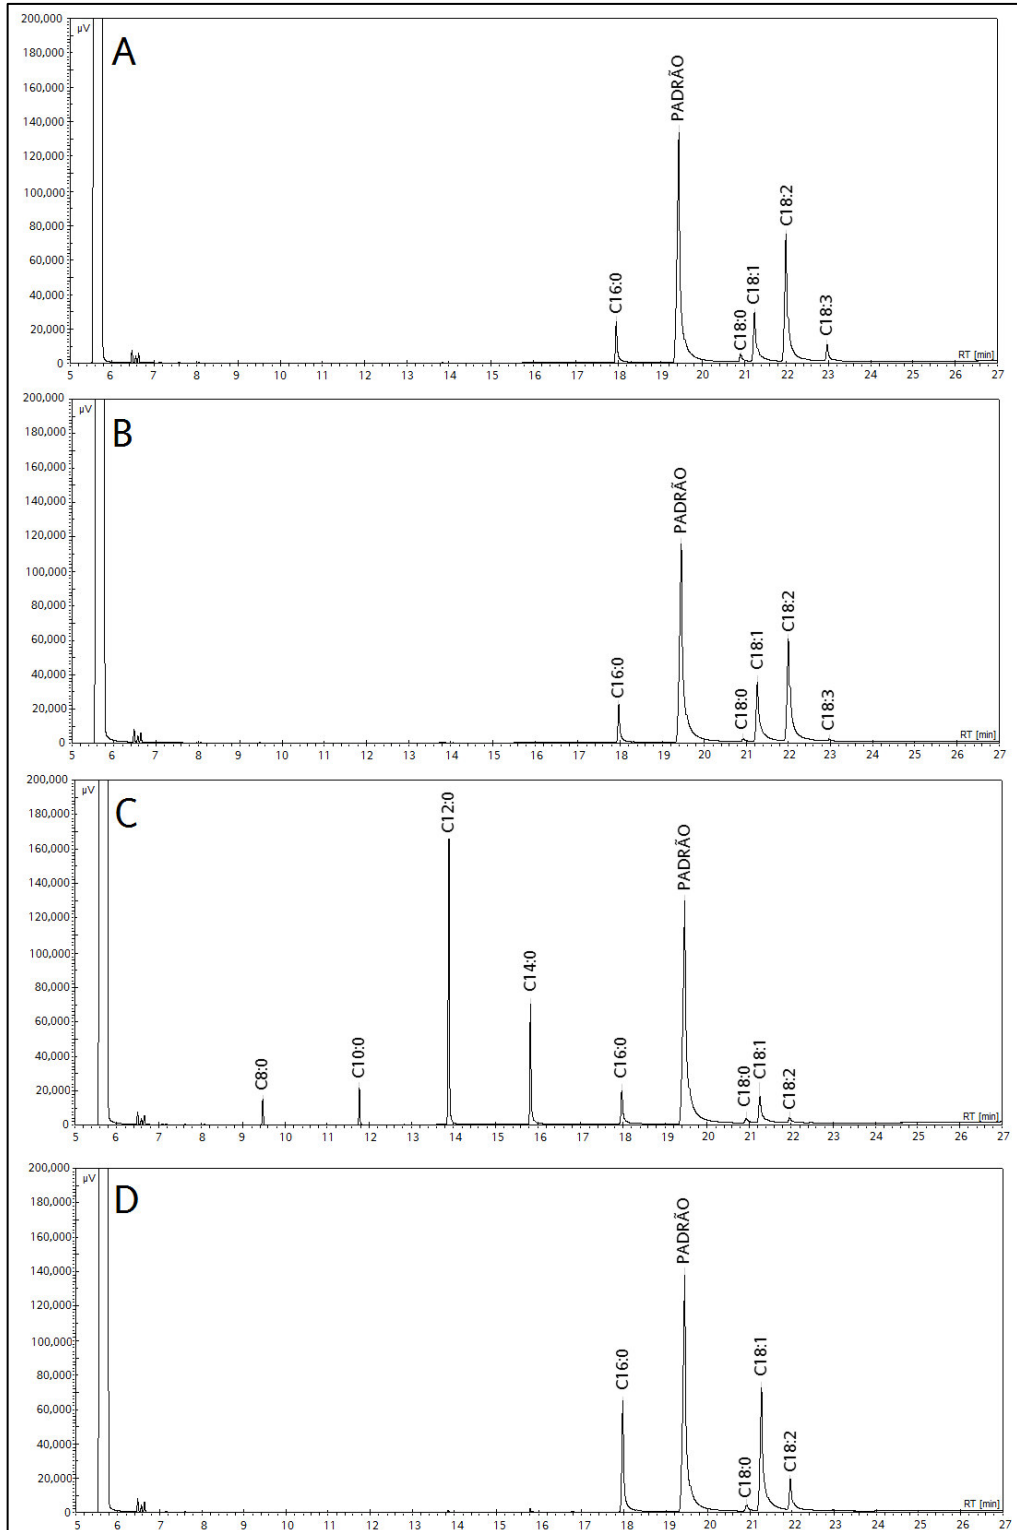 200,000
µV
A
180,000
160,000
140,000
120,000
100,000
80,000
60,000
40,000
20,000
0
C16:0
PADRÃO
C18:0
C18:1
C18:2
C18:3
RT [min]
5 6 7 8 9 10 11 12 13 14 15 16 17 18 19 20 21 22 23 24 25 26 27
200,000
µV
B
180,000
160,000
140,000
120,000
100,000
80,000
60,000
40,000
20,000
0
C16:0
PADRÃO
C18:0
C18:1
C18:2
C18:3
RT [min]
5 6 7 8 9 10 11 12 13 14 15 16 17 18 19 20 21 22 23 24 25 26 27
200,000
µV
C
180,000
160,000
140,000
120,000
100,000
80,000
60,000
40,000
20,000
0
C8:0
C10:0
C12:0
C14:0
C16:0
PADRÃO
C18:0
C18:1
C18:2
RT [min]
5 6 7 8 9 10 11 12 13 14 15 16 17 18 19 20 21 22 23 24 25 26 27
200,000
µV
D
180,000
160,000
140,000
120,000
100,000
80,000
60,000
40,000
20,000
0
C16:0
PADRÃO
C18:0
C18:1
C18:2
RT [min]
5 6 7 8 9 10 11 12 13 14 15 16 17 18 19 20 21 22 23 24 25 26 27